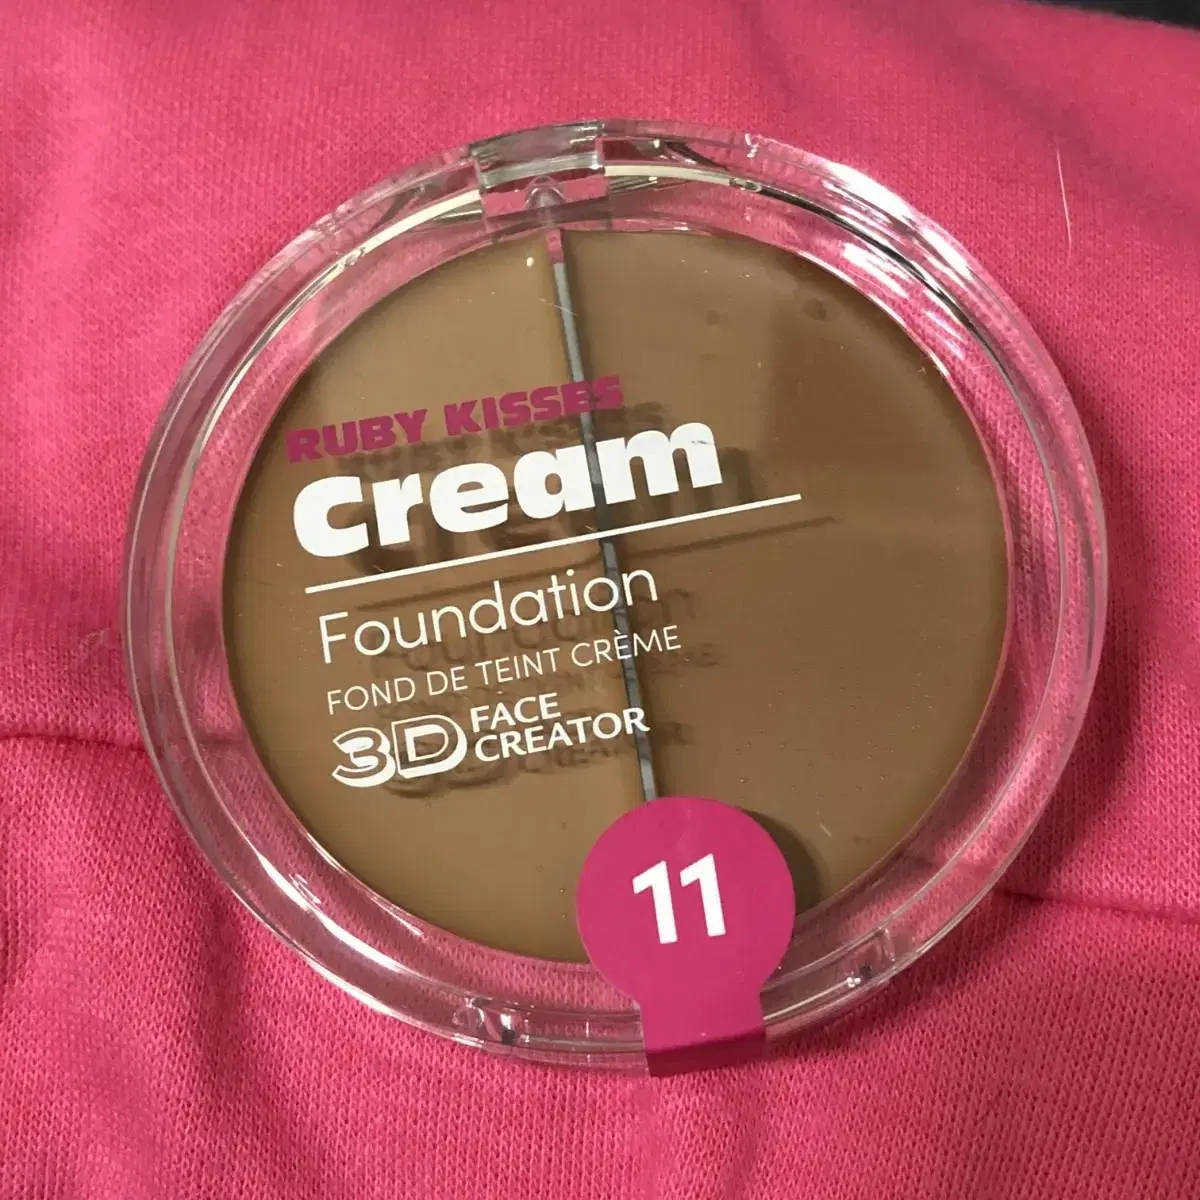 RUBY KISSES
cream
Foundation
FOND DE TEINT CRÈME
3D FACE
CREATOR
11